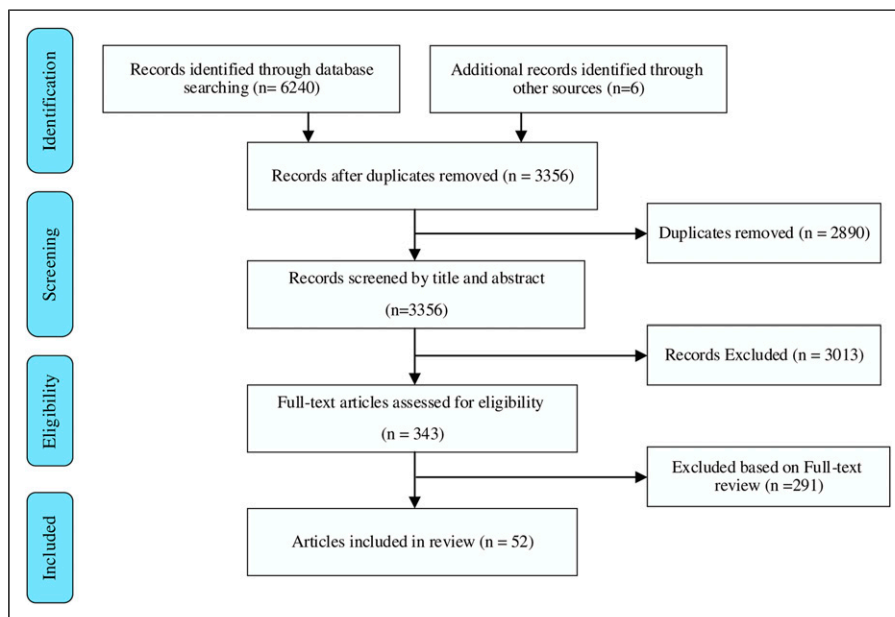 Identification
Records identified through database
searching (n= 6240)
Additional records identified through
other sources (n=6)
Records after duplicates removed (n = 3356)
Duplicates removed (n = 2890)
Screening
Records screened by title and abstract
(n=3356)
Records Excluded (n = 3013)
Eligibility
Full-text articles assessed for eligibility
(n = 343)
Excluded based on Full-text
review (n =291)
Included
Articles included in review (n = 52)